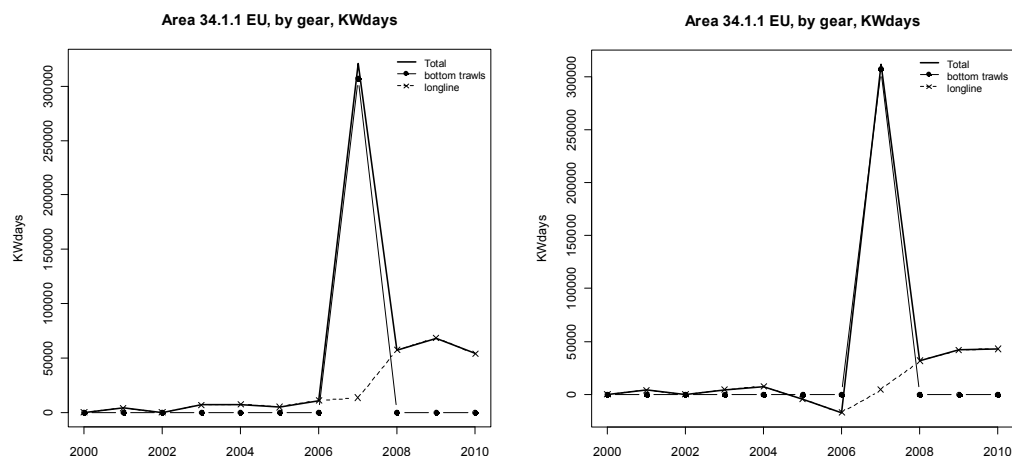 Area 34.1.1 EU, by gear, KWdays
Total
bottom trawls
longline
KWdays
300000
250000
200000
150000
100000
50000
0
2000 2002 2004 2006 2008 2010
Area 34.1.1 EU, by gear, KWdays
Total
bottom trawls
longline
KWdays
300000
250000
200000
150000
100000
50000
0
2000 2002 2004 2006 2008 2010